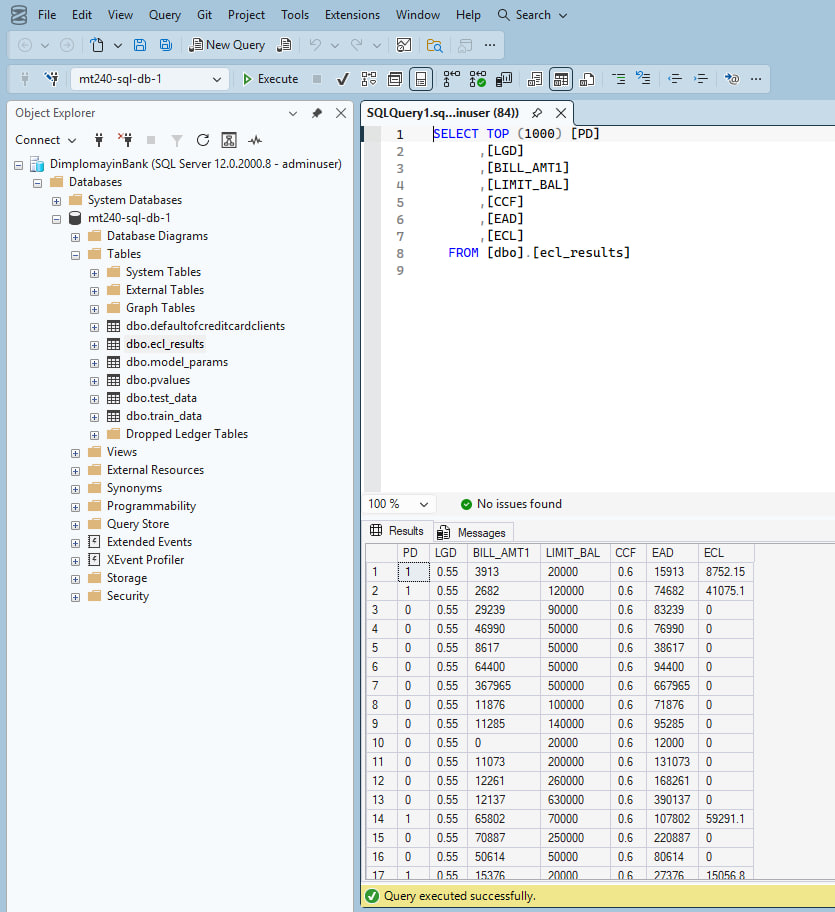 File Edit View Query Git Project Tools Extensions Window Help Search
New Query
mt240-sql-db-1 Execute
Object Explorer
Connect
DimplomayinBank (SQL Server 12.0.2000.8 - adminuser)
Databases
System Databases
mt240-sql-db-1
Database Diagrams
Tables
System Tables
External Tables
Graph Tables
dbo.defaultofcreditcardclients
dbo.ecl_results
dbo.model_params
dbo.pvalues
dbo.test_data
dbo.train_data
Dropped Ledger Tables
Views
External Resources
Synonyms
Programmability
Query Store
Extended Events
XEvent Profiler
Storage
Security
SQLQuery1.sq...inuser (84))
1 SELECT TOP (1000) [PD]
2 ,[LGD]
3 ,[BILL_AMT1]
4 ,[LIMIT_BAL]
5 ,[CCF]
6 ,[EAD]
7 ,[ECL]
8 FROM [dbo].[ecl_results]
9
100 % No issues found
Results Messages
PD LGD BILL_AMT1 LIMIT_BAL CCF EAD ECL
1 1 0.55 3913 20000 0.6 15913 8752.15
2 1 0.55 2682 120000 0.6 74682 41075.1
3 0 0.55 29239 90000 0.6 83239 0
4 0 0.55 46990 50000 0.6 76990 0
5 0 0.55 8617 50000 0.6 38617 0
6 0 0.55 64400 50000 0.6 94400 0
7 0 0.55 367965 500000 0.6 667965 0
8 0 0.55 11876 100000 0.6 71876 0
9 0 0.55 11285 140000 0.6 95285 0
10 0 0.55 0 20000 0.6 12000 0
11 0 0.55 11073 200000 0.6 131073 0
12 0 0.55 12261 260000 0.6 168261 0
13 0 0.55 12137 630000 0.6 390137 0
14 1 0.55 65802 70000 0.6 107802 59291.1
15 0 0.55 70887 250000 0.6 220887 0
16 0 0.55 50614 50000 0.6 80614 0
17 1 0.55 15376 20000 0.6 27376 15056.8
Query executed successfully.